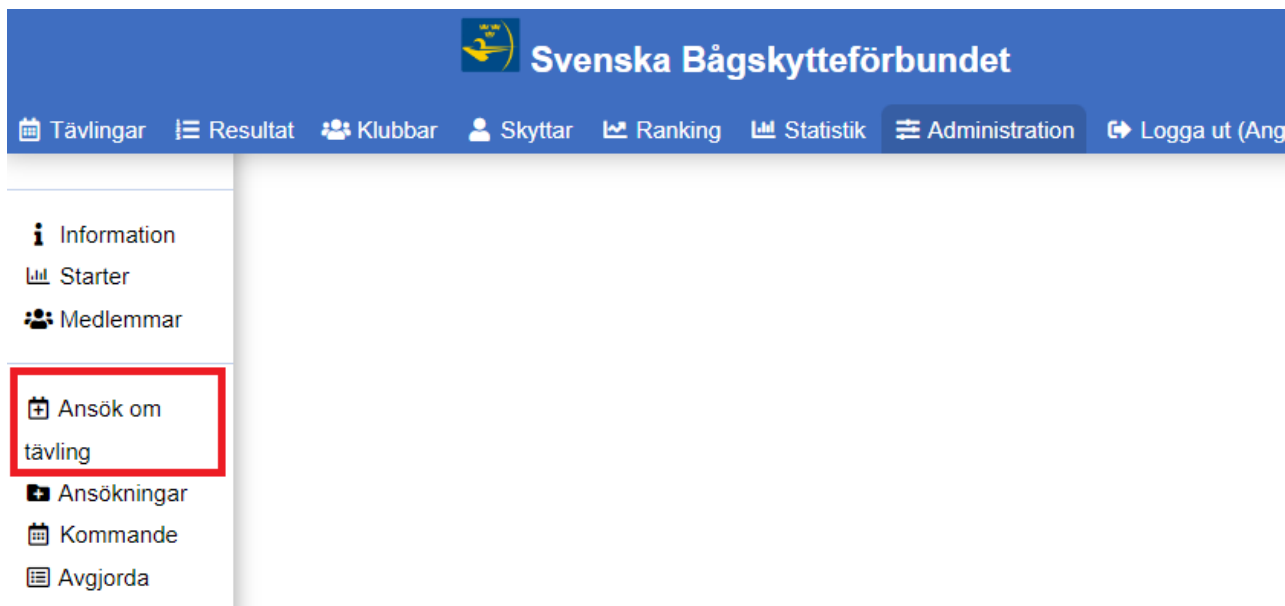 Svenska Bågskytteförbundet
Tävlingar Resultat Klubbar Skyttar Ranking Statistik Administration Logga ut (Ang
Information
Starter
Medlemmar
Ansök om
tävling
Ansökningar
Kommande
Avgjorda